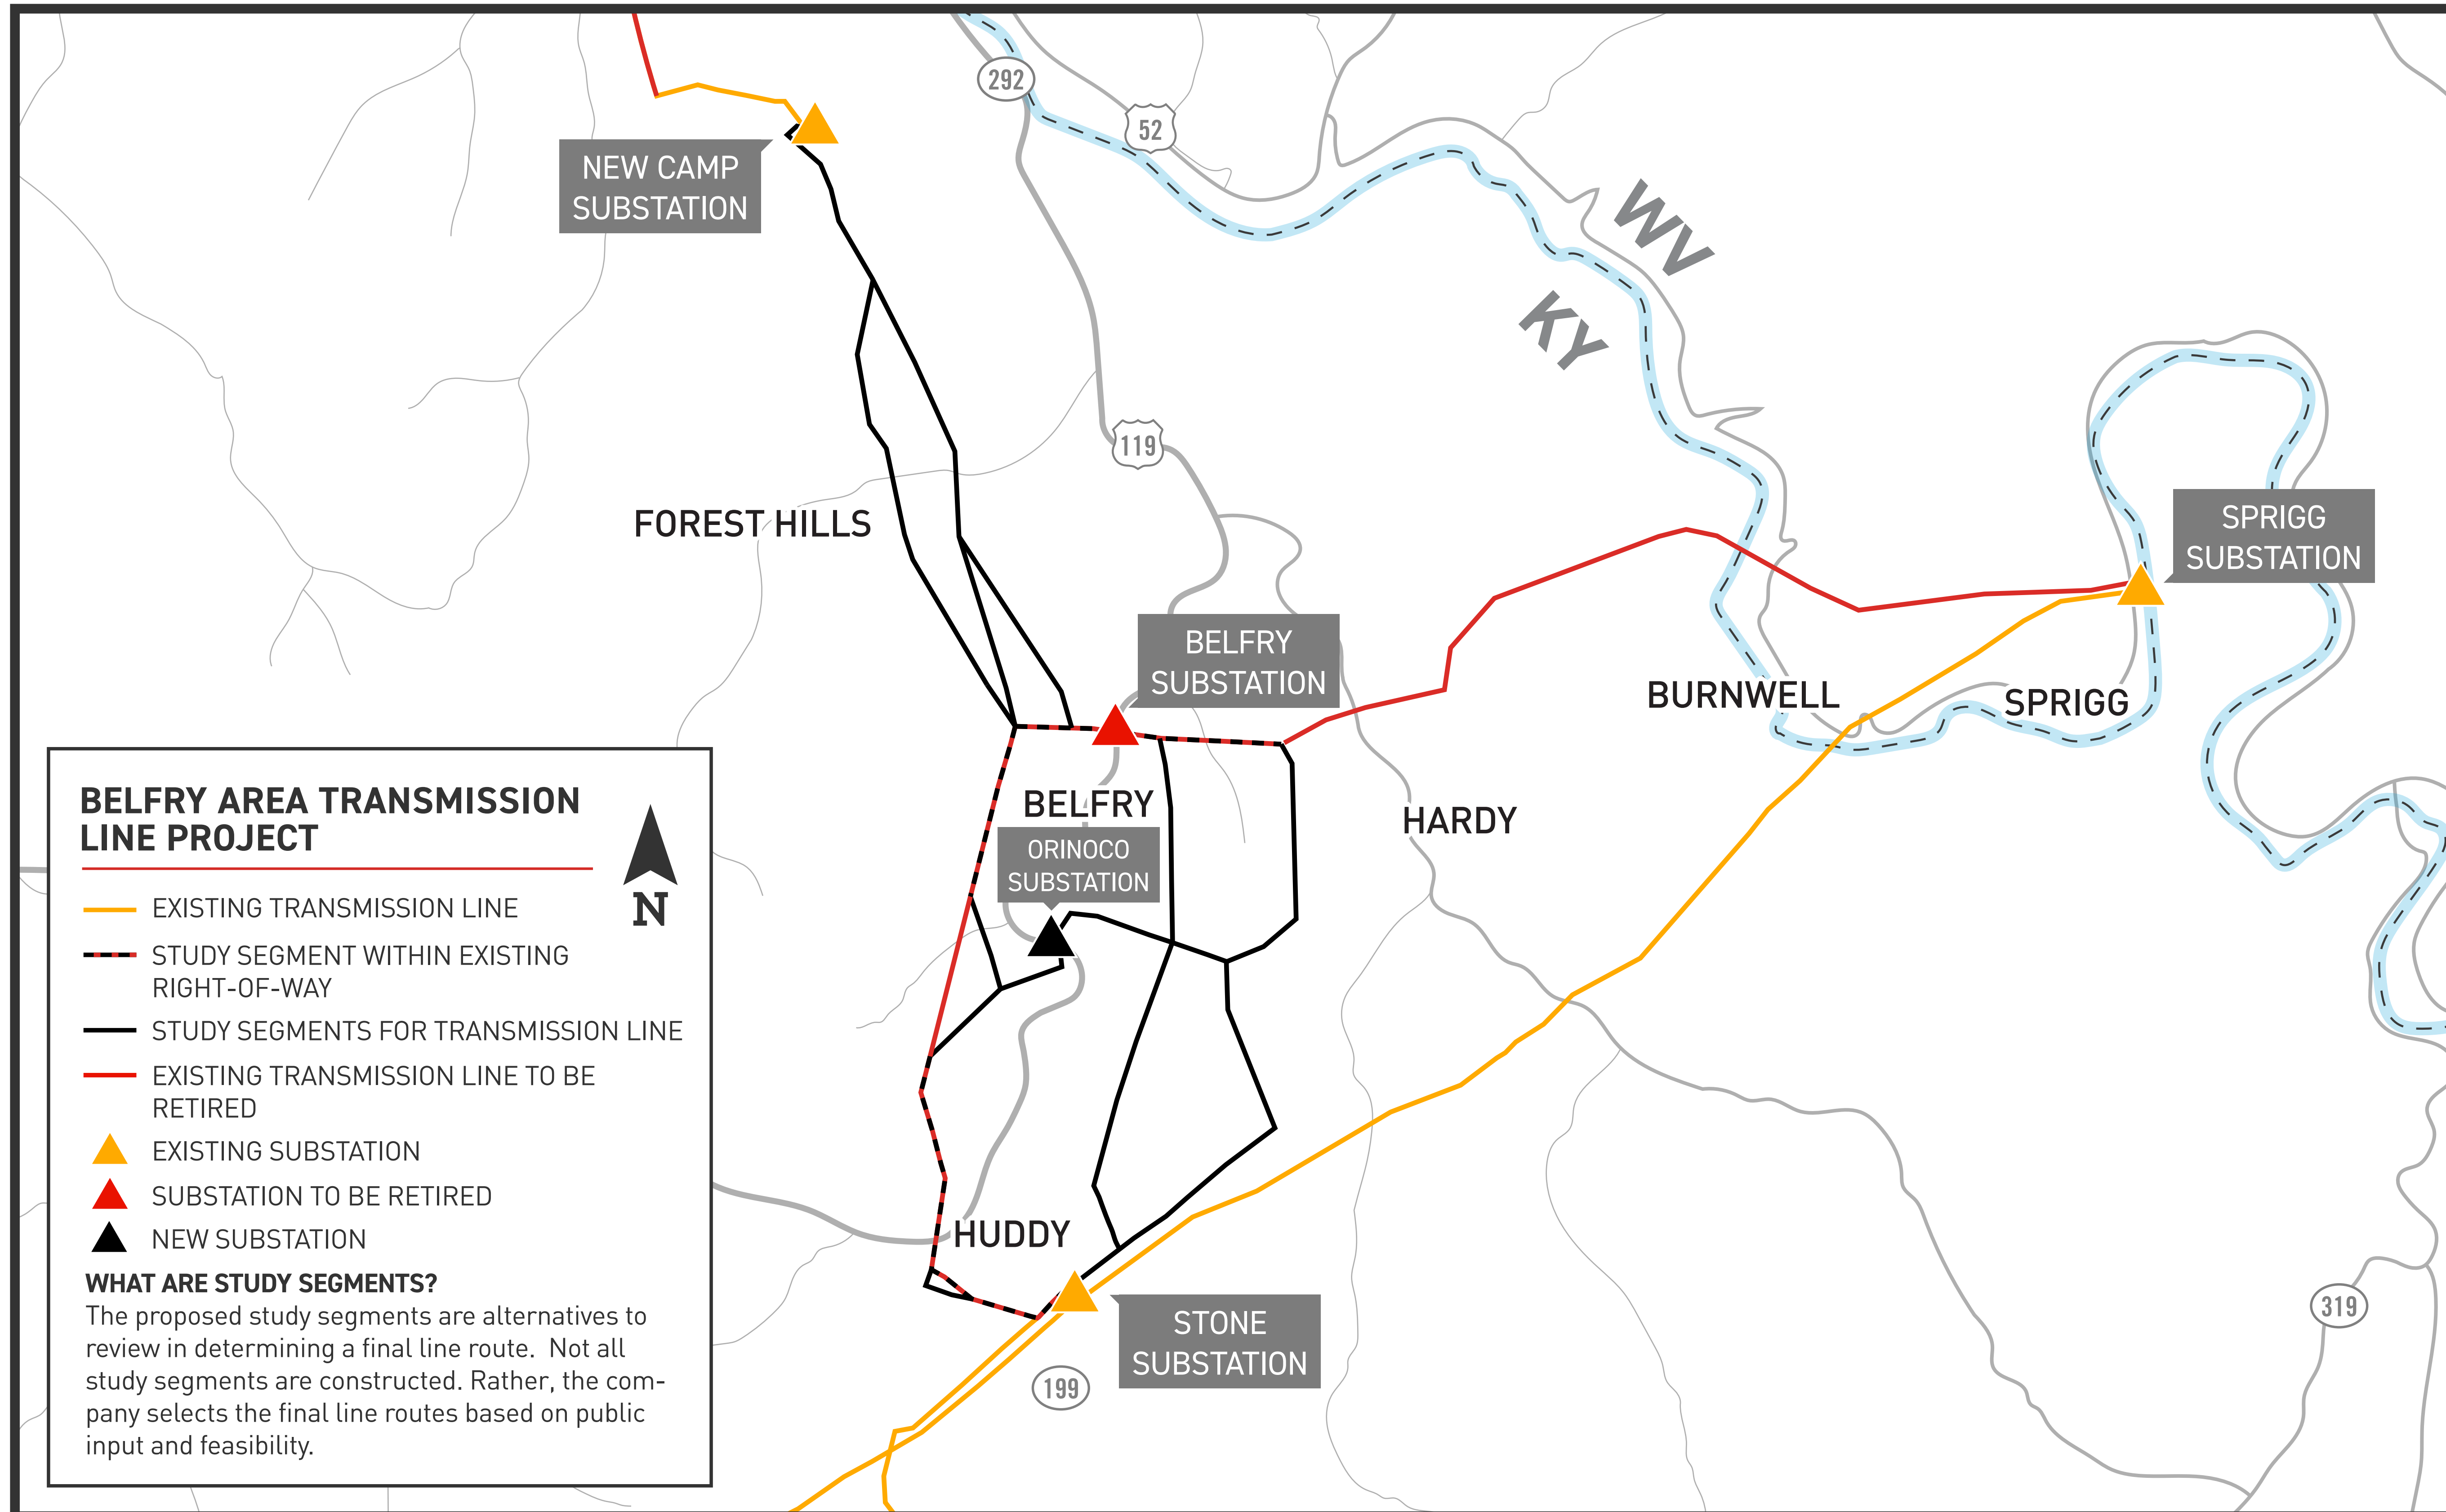 292
52
NEW CAMP
SUBSTATION
WV
KY
119
FOREST HILLS
SPRIGG
SUBSTATION
BELFRY
SUBSTATION
BURNWELL
SPRIGG
BELFRY
HARDY
ORINOCO
SUBSTATION
HUDDY
STONE
SUBSTATION
319
199
BELFRY AREA TRANSMISSION
LINE PROJECT
N
EXISTING TRANSMISSION LINE
STUDY SEGMENT WITHIN EXISTING
RIGHT-OF-WAY
STUDY SEGMENTS FOR TRANSMISSION LINE
EXISTING TRANSMISSION LINE TO BE
RETIRED
EXISTING SUBSTATION
SUBSTATION TO BE RETIRED
NEW SUBSTATION
WHAT ARE STUDY SEGMENTS?
The proposed study segments are alternatives to
review in determining a final line route.  Not all
study segments are constructed. Rather, the com-
pany selects the final line routes based on public
input and feasibility.